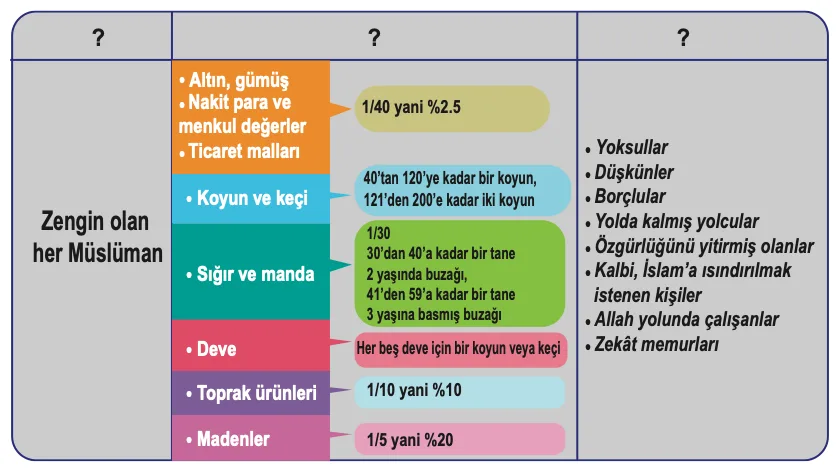 ?
?
?
Zengin olan
her Müslüman
• Altın, gümüş
• Nakit para ve
menkul değerler
• Ticaret malları
1/40 yani %2.5
• Koyun ve keçi
40’tan 120’ye kadar bir koyun,
121’den 200’e kadar iki koyun
• Sığır ve manda
1/30
30’dan 40’a kadar bir tane
2 yaşında buzağı,
41’den 59’a kadar bir tane
3 yaşına basmış buzağı
• Deve
Her beş deve için bir koyun veya keçi
• Toprak ürünleri
1/10 yani %10
• Madenler
1/5 yani %20
• Yoksullar
• Düşkünler
• Borçlular
• Yolda kalmış yolcular
• Özgürlüğünü yitirmiş olanlar
• Kalbi, İslam’a ısındırılmak
istenen kişiler
• Allah yolunda çalışanlar
• Zekât memurları